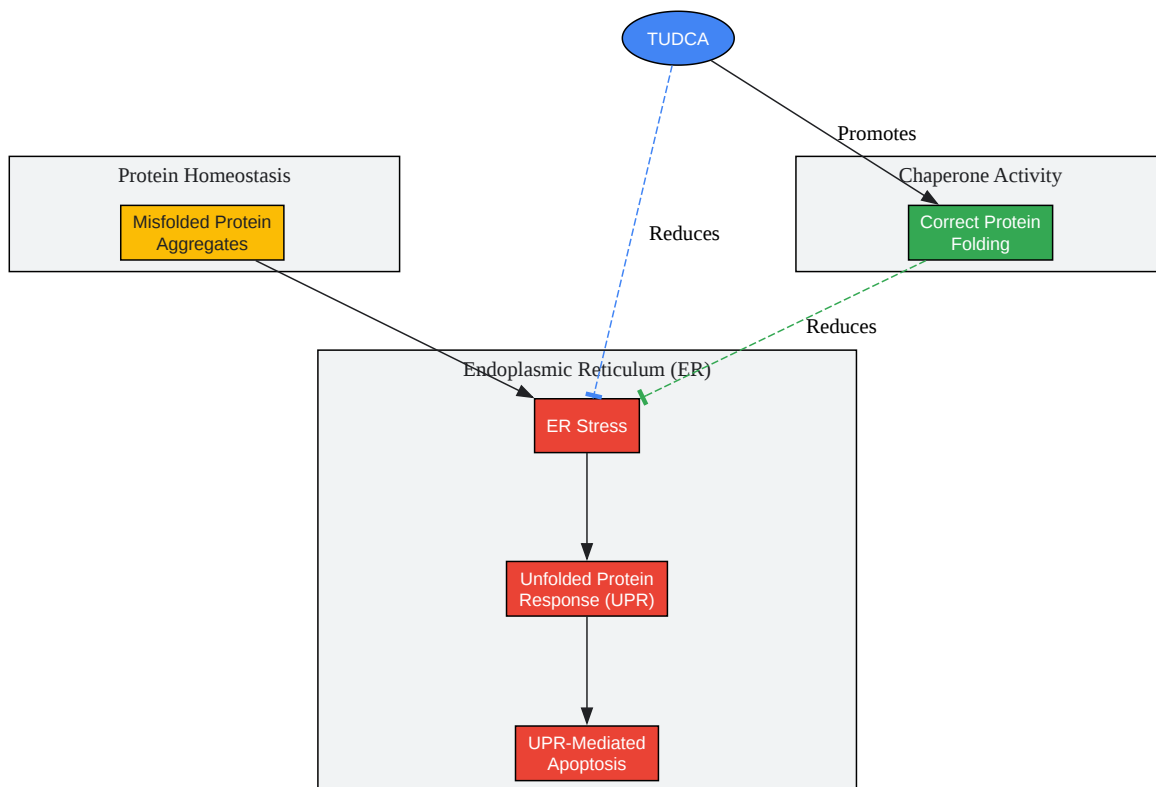 TUDCA
Promotes
Protein Homeostasis
Chaperone Activity
Misfolded Protein
Aggregates
Correct Protein
Folding
Reduces
Reduces
Endoplasmic Reticulum (ER)
ER Stress
Unfolded Protein
Response (UPR)
UPR-Mediated
Apoptosis